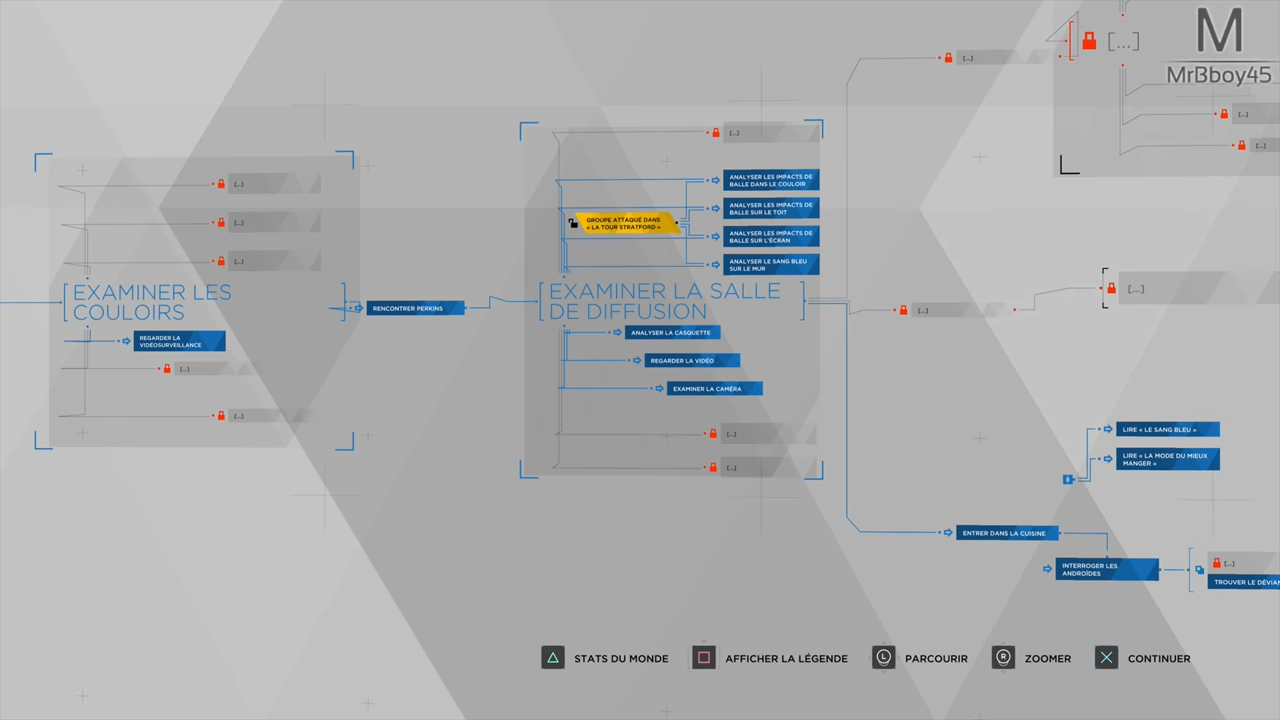 M
MrBboy45
[...]
[...]
[...]
[...]
[...]
[...]
[...]
[...]
EXAMINER LES
COULOIRS
REGARDER LA
VIDÉOSURVEILLANCE
[...]
[...]
RENCONTRER PERKINS
[...]
ANALYSER LES IMPACTS DE
BALLE DANS LE COULOIR
ANALYSER LES IMPACTS DE
BALLE SUR LE TOIT
GROUPE ATTAQUÉ DANS
« LA TOUR STRATFORD »
ANALYSER LES IMPACTS DE
BALLE SUR L'ÉCRAN
ANALYSER LE SANG BLEU
SUR LE MUR
EXAMINER LA SALLE
DE DIFFUSION
ANALYSER LA CASQUETTE
REGARDER LA VIDÉO
EXAMINER LA CAMÉRA
[...]
[...]
[...]
[...]
LIRE « LE SANG BLEU »
LIRE « LA MODE DU MIEUX
MANGER »
ENTRER DANS LA CUISINE
INTERROGER LES
ANDROÏDES
[...]
TROUVER LE DÉVIAN
STATS DU MONDE
AFFICHER LA LÉGENDE
L
PARCOURIR
R
ZOOMER
CONTINUER